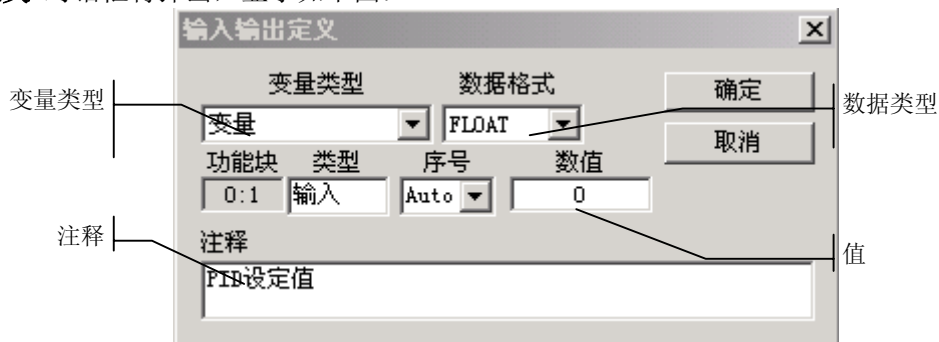 输入输出定义
变量类型 数据格式 确定
变量类型 变量 FLOAT 取消 数据类型
功能块 类型 序号 数值
0:1 输入 Auto 0
注释 注释 值
PID设定值